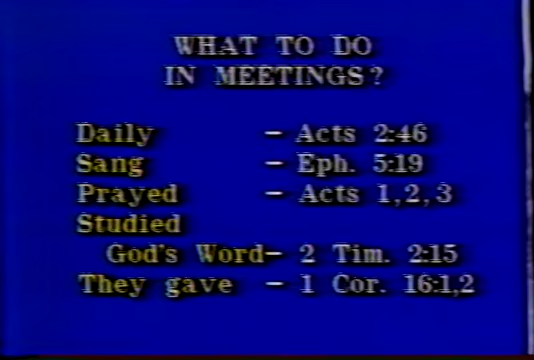 WHAT TO DO
IN MEETINGS?
Daily - Acts 2:46
Sang - Eph. 5:19
Prayed - Acts 1,2,3
Studied
God's Word- 2 Tim. 2:15
They gave - 1 Cor. 16:1,2